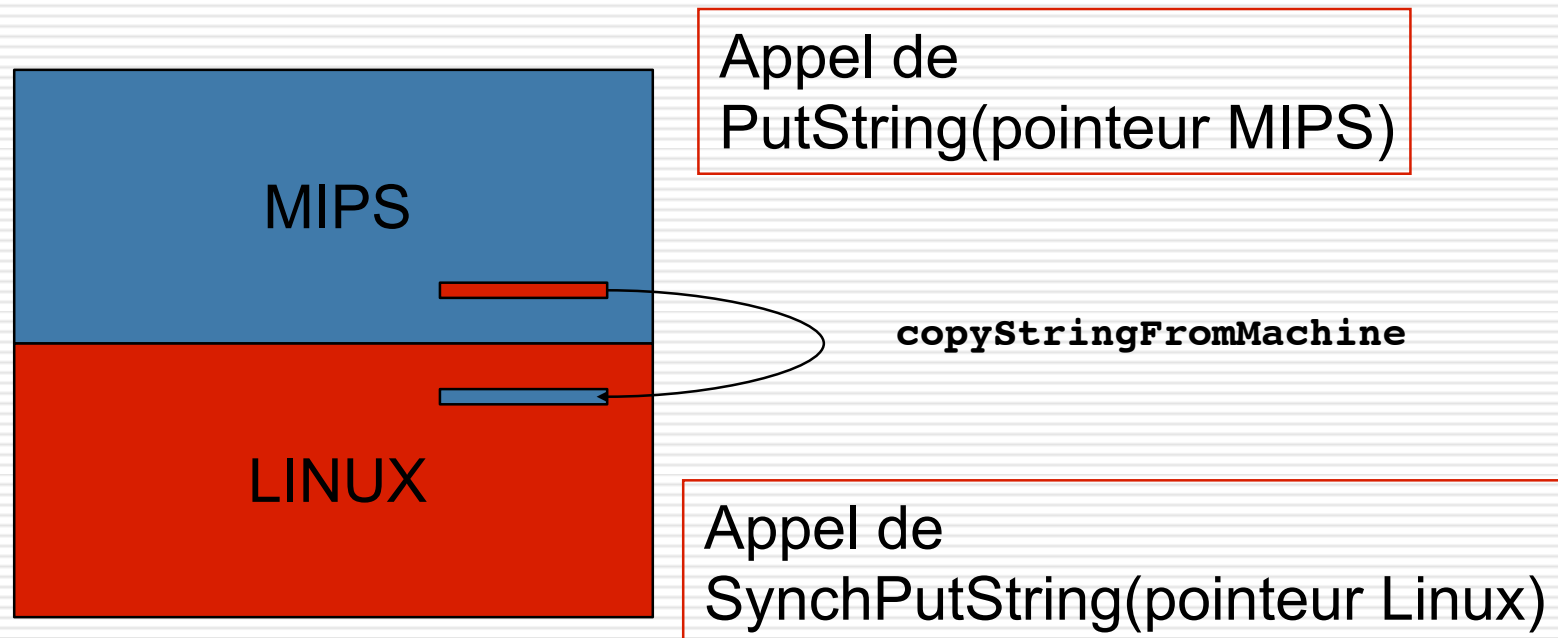 Appel de
PutString(pointeur MIPS)
MIPS
copyStringFromMachine
LINUX
Appel de
SynchPutString(pointeur Linux)